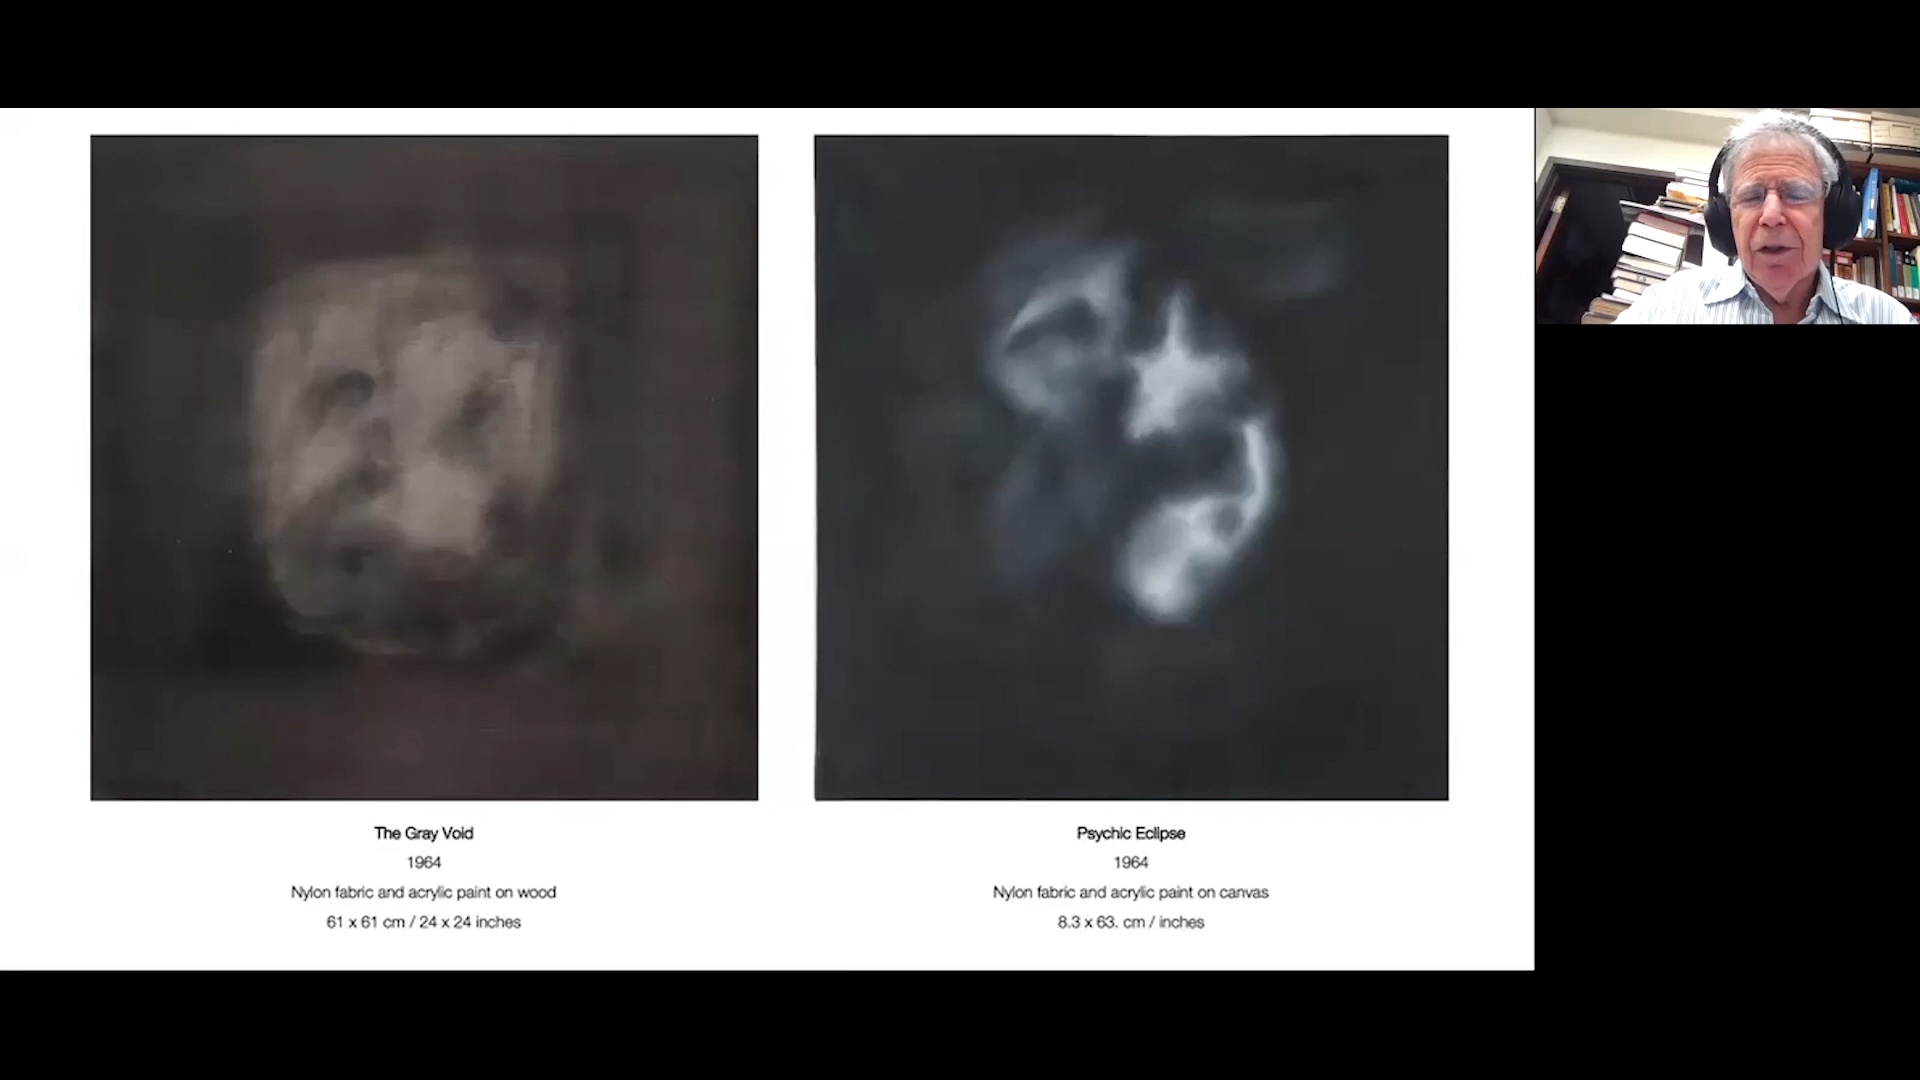 The Gray Void
1964
Nylon fabric and acrylic paint on wood
61 x 61 cm / 24 x 24 inches
Psychic Eclipse
1964
Nylon fabric and acrylic paint on canvas
8.3 x 63. cm / inches